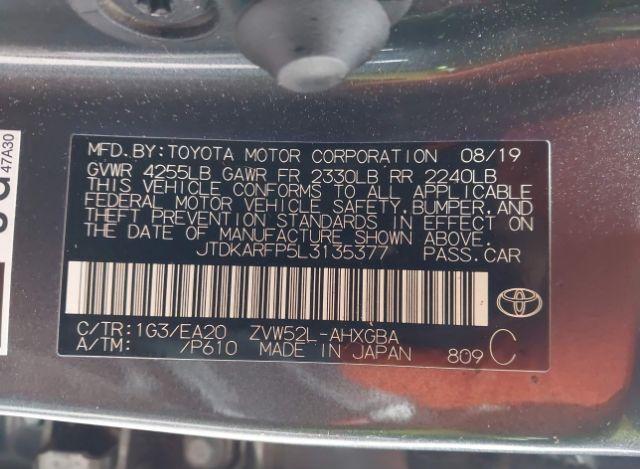 MFD.BY:TOYOTA MOTOR CORPORATION 08/19
GVWR 4255LB GAWR FR 2330LB RR 2240LB
THIS VEHICLE CONFORMS TO ALL APPLICABLE
FEDERAL MOTOR VEHICLE SAFETY,BUMPER,AND
THEFT PREVENTION STANDARDS IN EFFECT ON
THE DATE OF MANUFACTURE SHOWN ABOVE.
JTDKARFP5L3135377 PASS.CAR
C/TR:1G3/EA20 ZVW52L-AHXGBA
A/TM: /P610 MADE IN JAPAN 809 C
TOYOTA
47A30